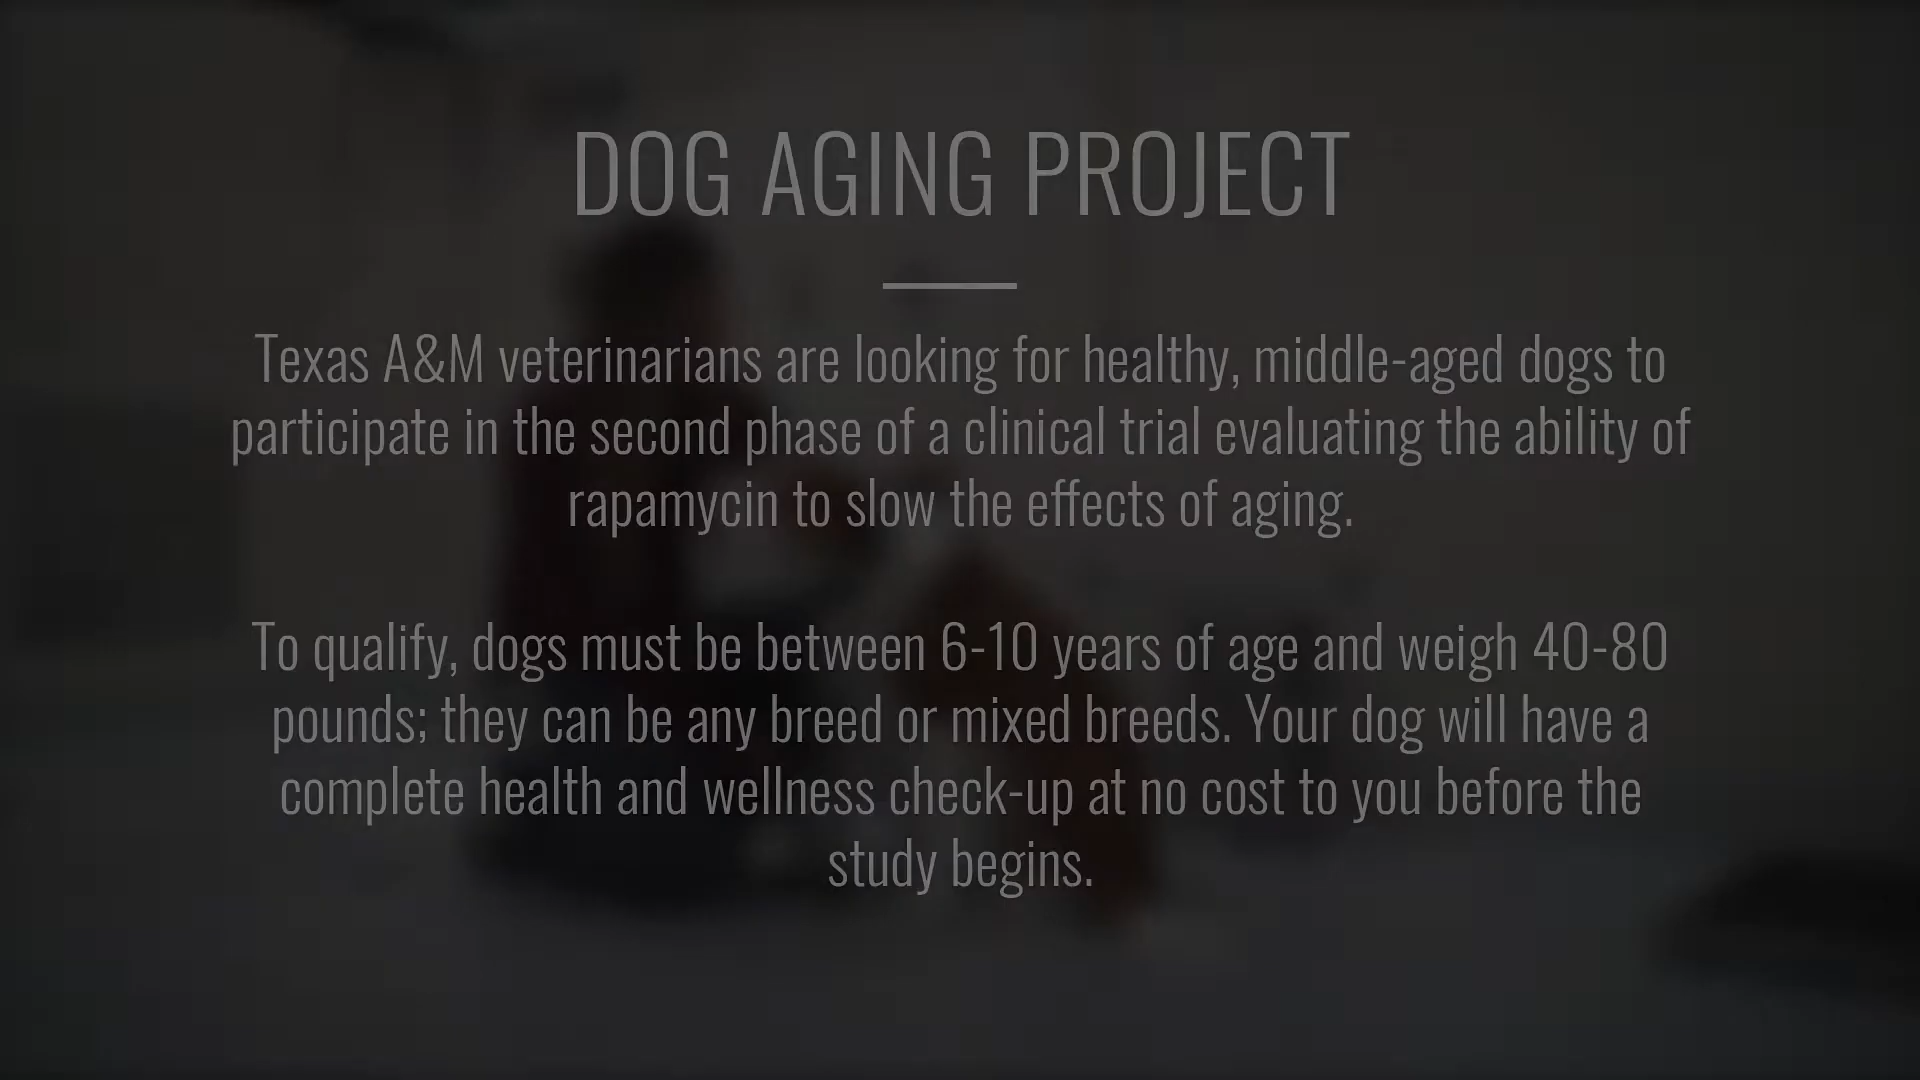 DOG AGING PROJECT
Texas A&M veterinarians are looking for healthy, middle-aged dogs to
participate in the second phase of a clinical trial evaluating the ability of
rapamycin to slow the effects of aging.
To qualify, dogs must be between 6-10 years of age and weigh 40-80
pounds; they can be any breed or mixed breeds. Your dog will have a
complete health and wellness check-up at no cost to you before the
study begins.